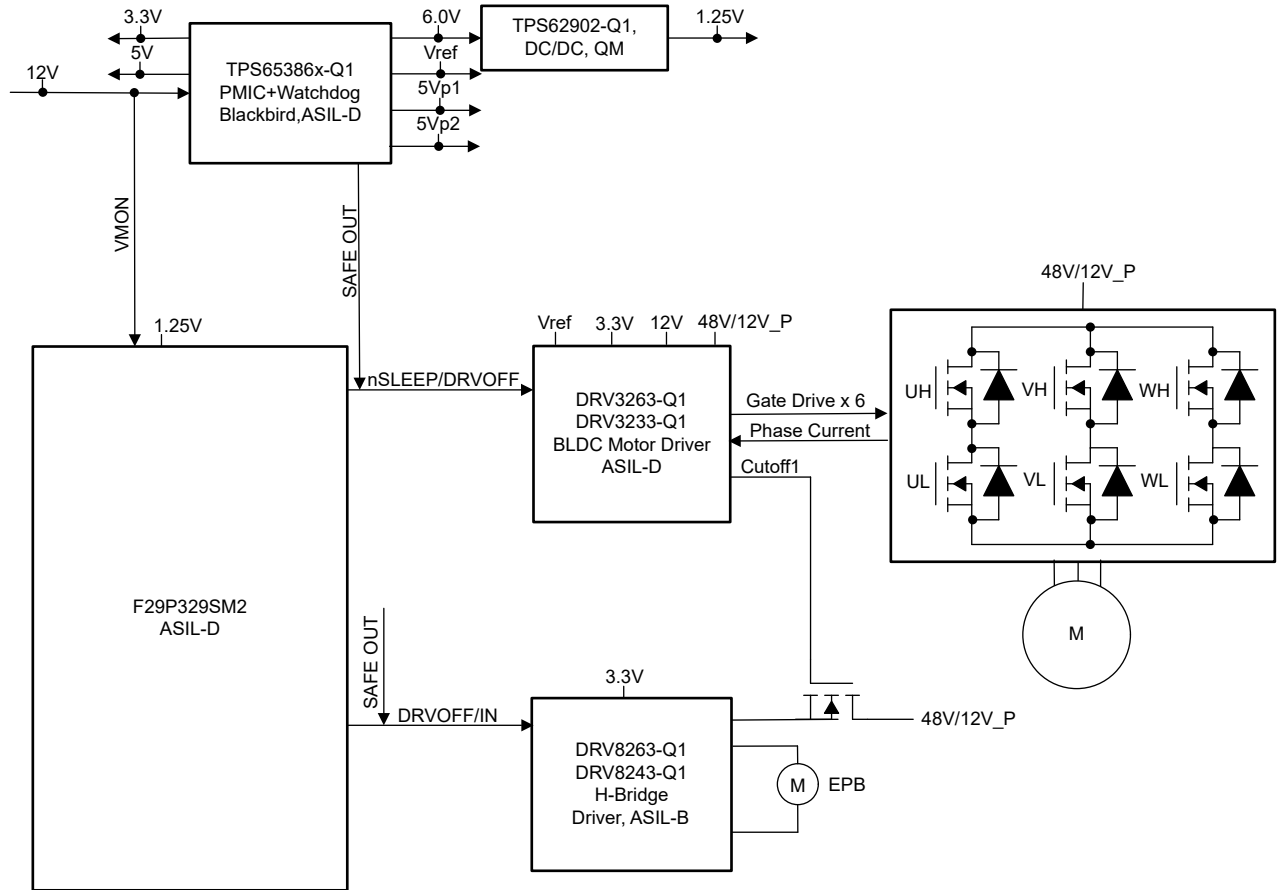 3.3V
5V
12V
TPS65386x-Q1
PMIC+Watchdog
Blackbird,ASIL-D
6.0V
Vref
5Vp1
5Vp2
TPS62902-Q1,
DC/DC, QM
1.25V
VMON
SAFE OUT
1.25V
F29P329SM2
ASIL-D
nSLEEP/DRVOFF
Vref
3.3V
12V
48V/12V_P
DRV3263-Q1
DRV3233-Q1
BLDC Motor Driver
ASIL-D
Gate Drive x 6
Phase Current
Cutoff1
48V/12V_P
UH
VH
WH
UL
VL
WL
M
SAFE OUT
DRVOFF/IN
3.3V
DRV8263-Q1
DRV8243-Q1
H-Bridge
Driver, ASIL-B
48V/12V_P
M
EPB